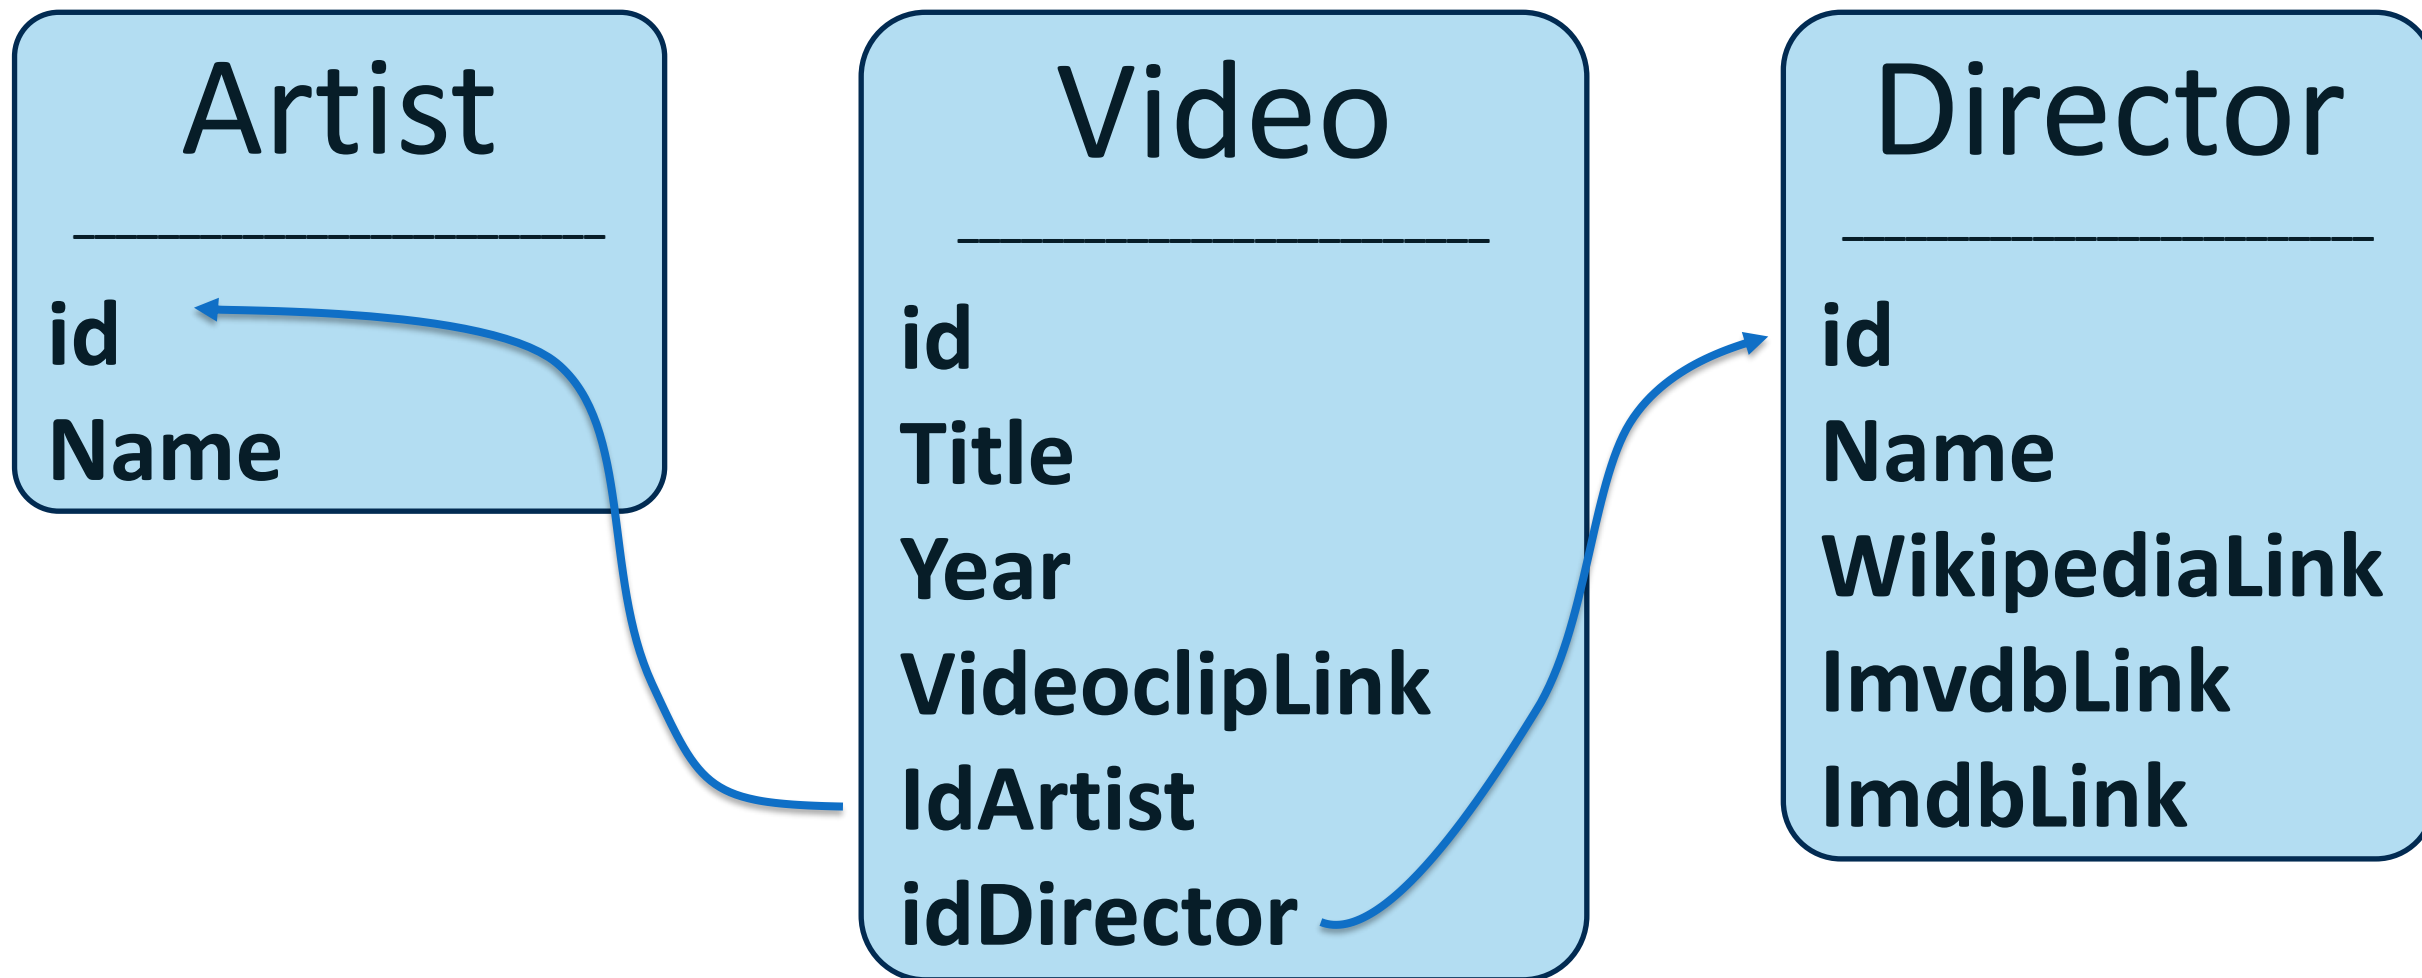 Artist
id
Name
Video
id
Title
Year
VideoclipLink
IdArtist
idDirector
Director
id
Name
WikipediaLink
ImvdbLink
ImdbLink